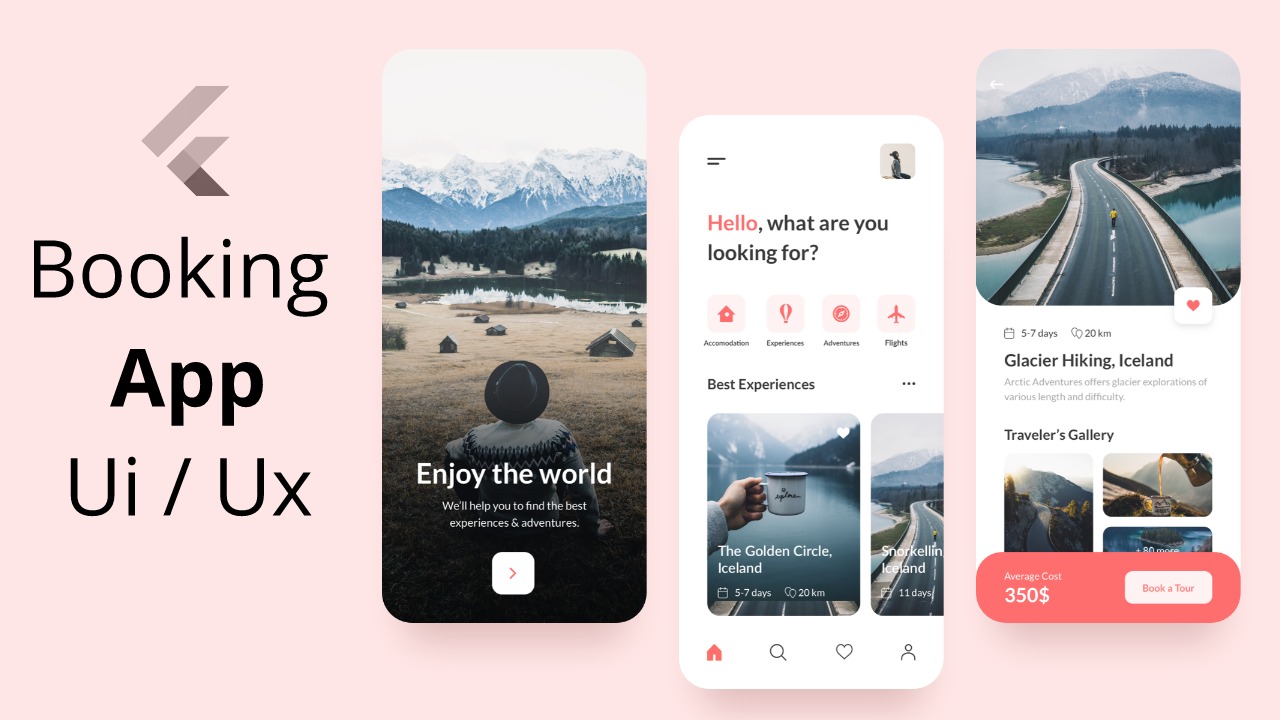 Booking
App
Ui / Ux
Enjoy the world
We'll help you to find the best
experiences & adventures.
Hello, what are you
looking for?
Accomodation
Experiences
Adventures
Flights
Best Experiences
explore
The Golden Circle,
Iceland
5-7 days
20 km
Iceland
11 days
5-7 days
20 km
Glacier Hiking, Iceland
Arctic Adventures offers glacier explorations of
various length and difficulty.
Traveler's Gallery
+ 80 more
Average Cost
350$
Book a Tour